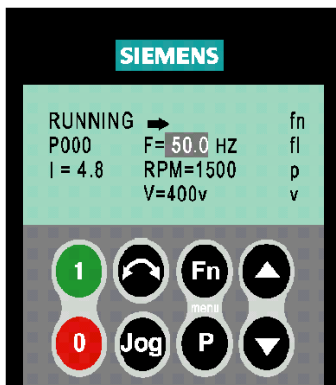 SIEMENS
RUNNING fn
P000 F= 50.0 HZ fl
I = 4.8 RPM=1500 p
V=400v v
1 Fn
menu
0 Jog P